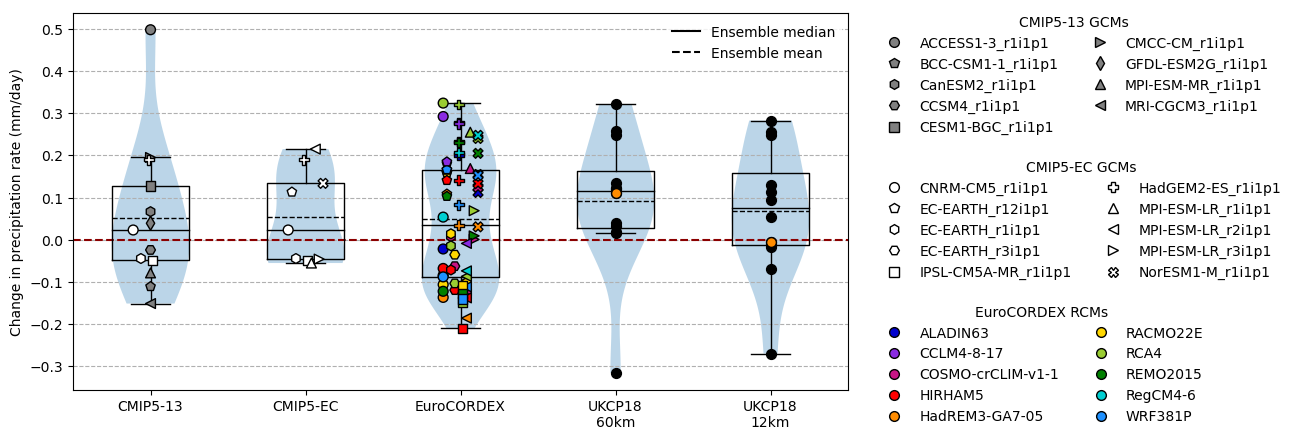 Change in precipitation rate (mm/day)
0.5
0.4
0.3
0.2
0.1
0.0
−0.1
−0.2
−0.3
CMIP5-13
CMIP5-EC
EuroCORDEX
UKCP18
60km
UKCP18
12km
Ensemble median
Ensemble mean
CMIP5-13 GCMs
ACCESS1-3_r1i1p1
BCC-CSM1-1_r1i1p1
CanESM2_r1i1p1
CCSM4_r1i1p1
CESM1-BGC_r1i1p1
CMCC-CM_r1i1p1
GFDL-ESM2G_r1i1p1
MPI-ESM-MR_r1i1p1
MRI-CGCM3_r1i1p1
CMIP5-EC GCMs
CNRM-CM5_r1i1p1
EC-EARTH_r12i1p1
EC-EARTH_r1i1p1
EC-EARTH_r3i1p1
IPSL-CM5A-MR_r1i1p1
HadGEM2-ES_r1i1p1
MPI-ESM-LR_r1i1p1
MPI-ESM-LR_r2i1p1
MPI-ESM-LR_r3i1p1
NorESM1-M_r1i1p1
EuroCORDEX RCMs
ALADIN63
CCLM4-8-17
COSMO-crCLIM-v1-1
HIRHAM5
HadREM3-GA7-05
RACMO22E
RCA4
REMO2015
RegCM4-6
WRF381P